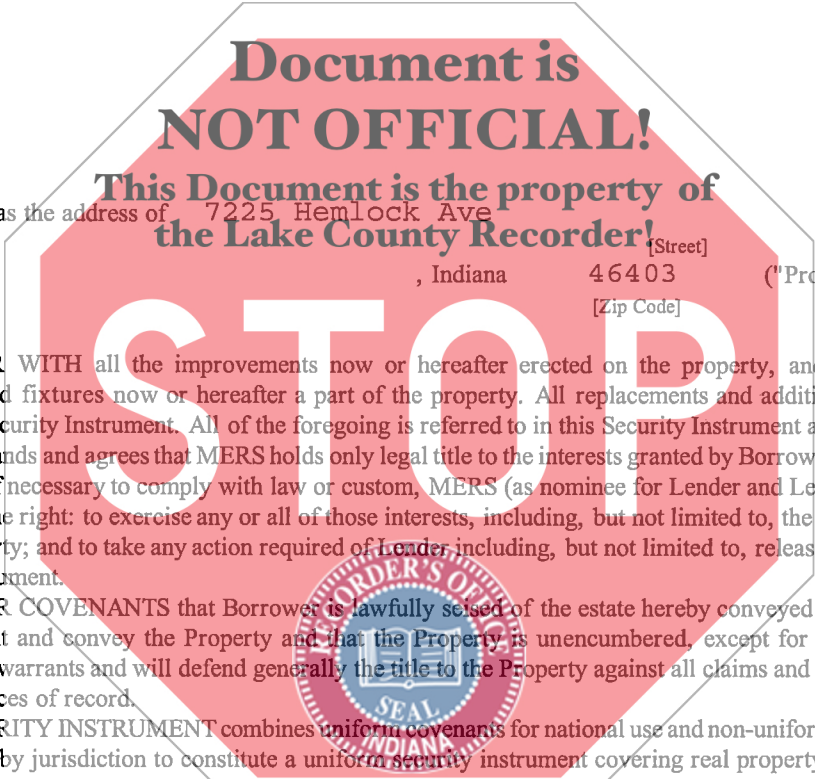 Document is
NOT OFFICIAL!
This Document is the property of
the Lake County Recorder!
as the address of 7225 Hemlock Ave
[Street]
, Indiana 46403 ("Pro
[Zip Code]
STOP
R WITH all the improvements now or hereafter erected on the property, an
d fixtures now or hereafter a part of the property. All replacements and additi
curity Instrument. All of the foregoing is referred to in this Security Instrument a
nds and agrees that MERS holds only legal title to the interests granted by Borrow
f necessary to comply with law or custom, MERS (as nominee for Lender and Le
e right: to exercise any or all of those interests, including, but not limited to, the
ty; and to take any action required of Lender including, but not limited to, releas
ument.
R COVENANTS that Borrower is lawfully seised of the estate hereby conveyed
t and convey the Property and that the Property is unencumbered, except for
warrants and will defend generally the title to the Property against all claims and
ces of record.
RITY INSTRUMENT combines uniform covenants for national use and non-unifor
by jurisdiction to constitute a uniform security instrument covering real property
RECORDER'S OFFICE
SEAL
INDIANA